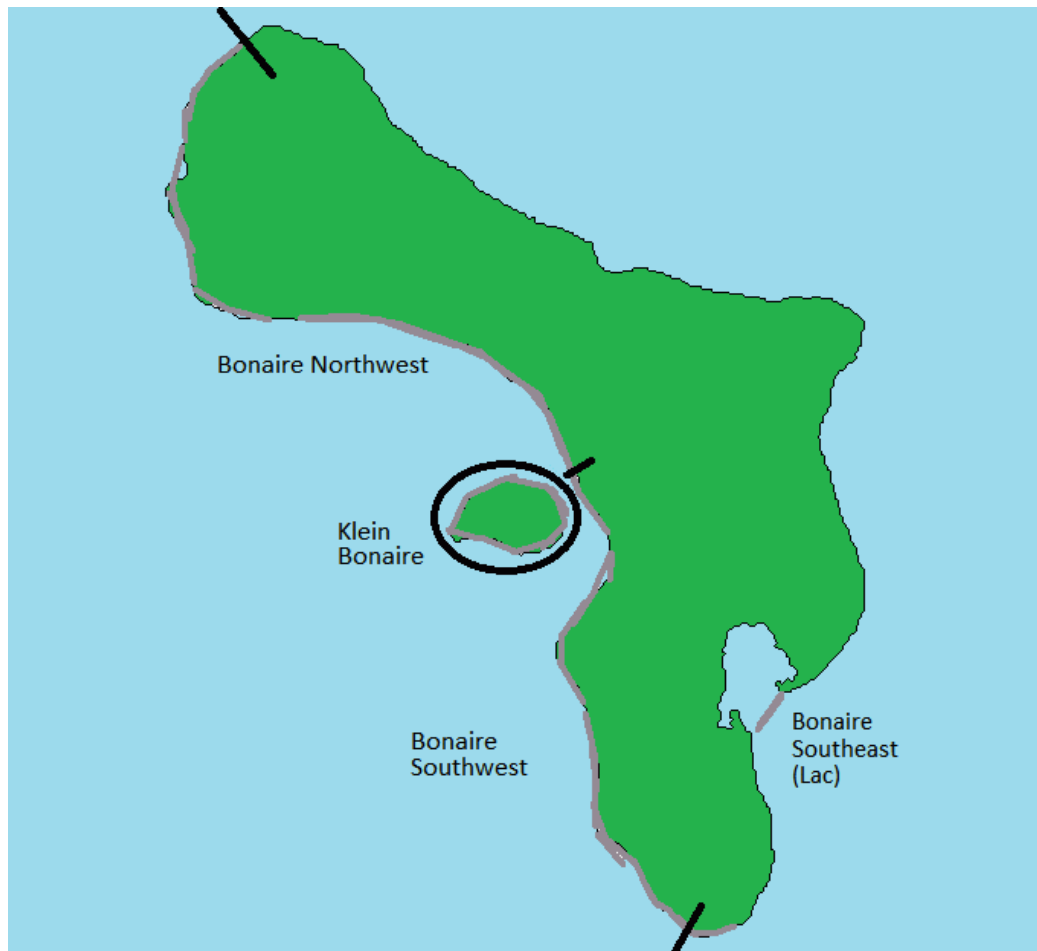 Bonaire Northwest
Klein
Bonaire
Bonaire
Southwest
Bonaire
Southeast
(Lac)